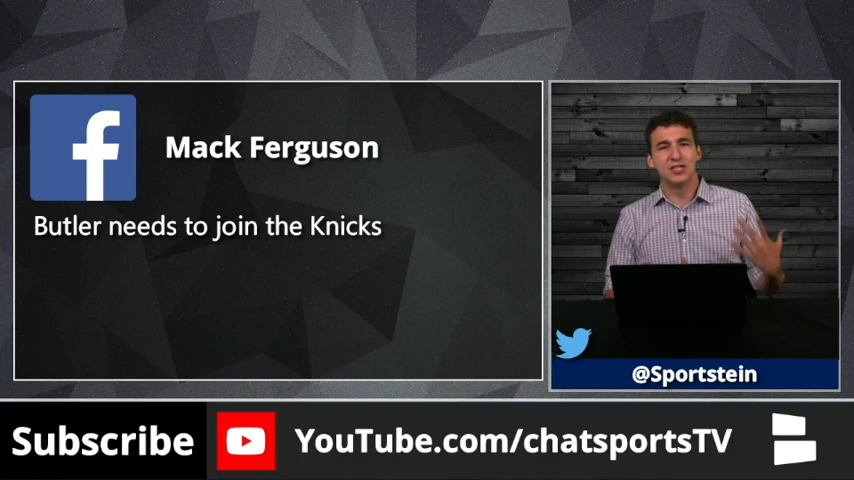 Mack Ferguson
Butler needs to join the Knicks
@Sportstein
Subscribe
YouTube.com/chatsportsTV